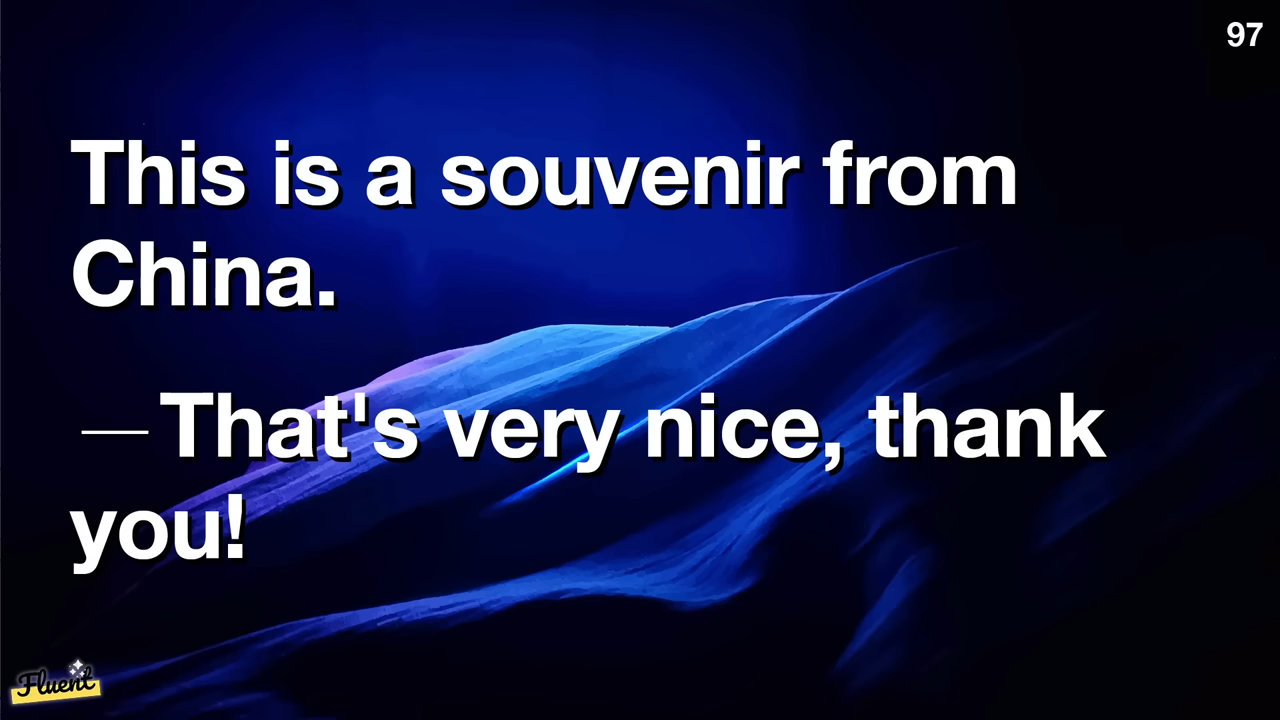 97
This is a souvenir from
China.
—That's very nice, thank
you!
Fluent